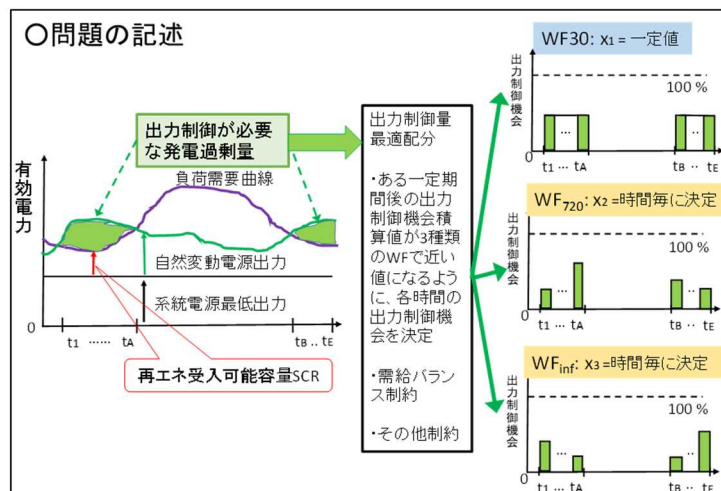 〇問題の記述
出力制御が必要
な発電過剰量
負荷需要曲線
有効電力
自然変動電源出力
系統電源最低出力
0
t1 …… tA
tB .. tE
再エネ受入可能容量SCR
出力制御量
最適配分
・ある一定期
間後の出力
制御機会積
算値が3種類
のWFで近い
値になるよう
に、各時間の
出力制御機
会を決定
・需給バラン
ス制約
・その他制約
WF30: x1 = 一定値
出力制御機会
100 %
...
..
0
t1 … tA
tB .. tE
WF720: x2 =時間毎に決定
出力制御機会
100 %
...
..
0
t1 … tA
tB .. tE
WFinf: x3 =時間毎に決定
出力制御機会
100 %
...
..
0
t1 … tA
tB .. tE